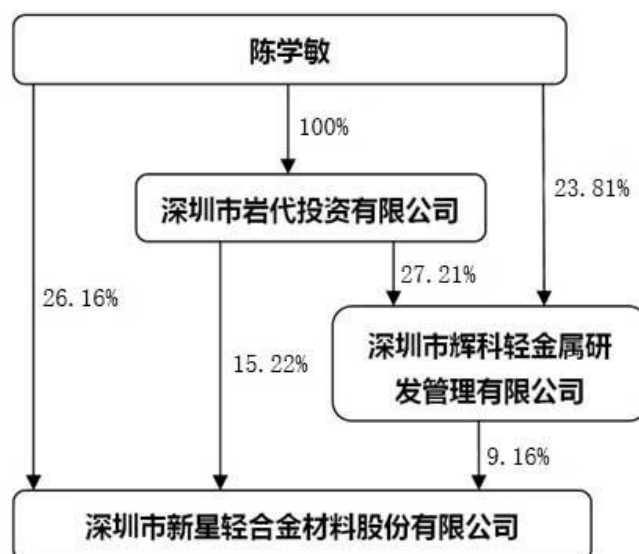 陈学敏
100%
深圳市岩代投资有限公司
23.81%
27.21%
26.16%
深圳市辉科轻金属研
发管理有限公司
15.22%
9.16%
深圳市新星轻合金材料股份有限公司